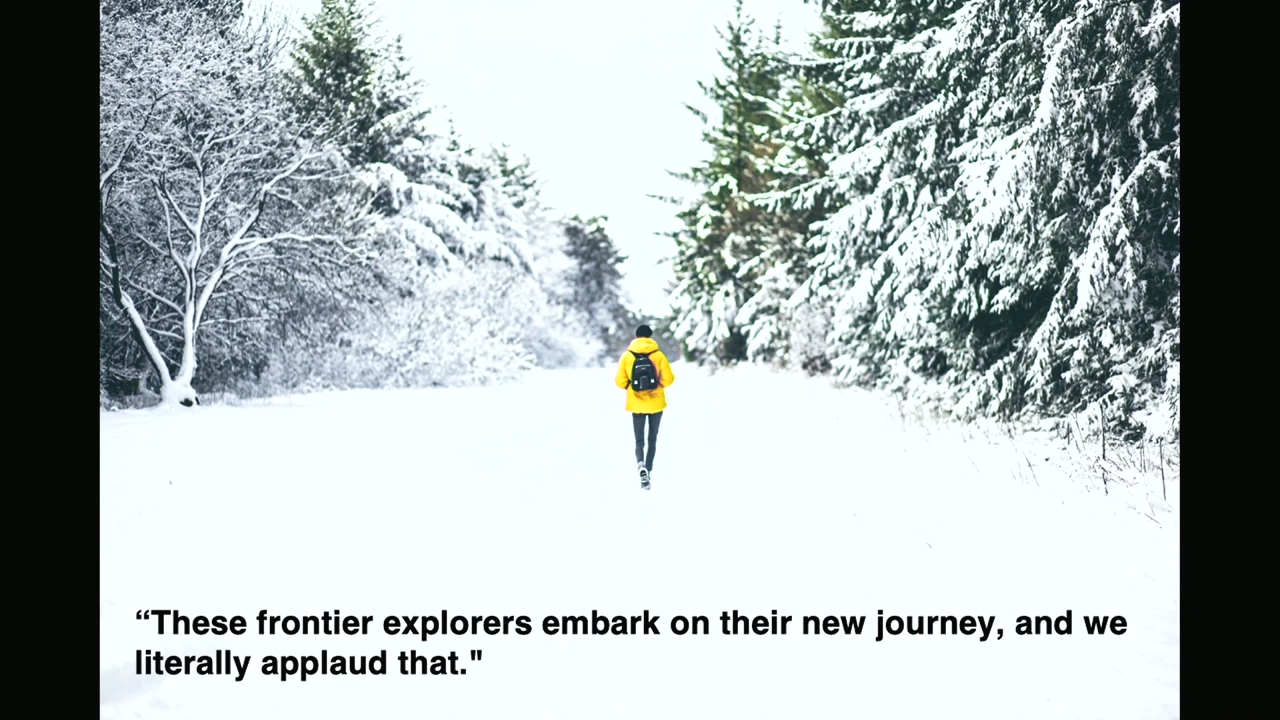 “These frontier explorers embark on their new journey, and we
literally applaud that."